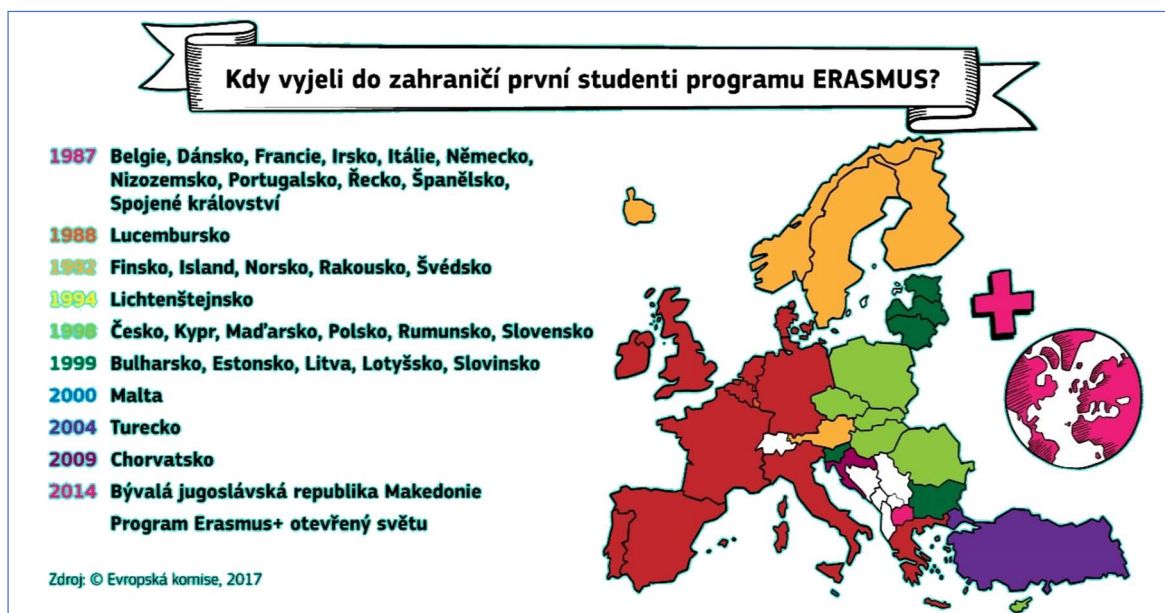 Kdy vyjeli do zahraničí první studenti programu ERASMUS?
1987 Belgie, Dánsko, Francie, Irsko, Itálie, Německo,
Nizozemsko, Portugalsko, Řecko, Španělsko,
Spojené království
1988 Lucembursko
1992 Finsko, Island, Norsko, Rakousko, Švédsko
1994 Lichtenštejnsko
1998 Česko, Kypr, Maďarsko, Polsko, Rumunsko, Slovensko
1999 Bulharsko, Estonsko, Litva, Lotyšsko, Slovinsko
2000 Malta
2004 Turecko
2009 Chorvatsko
2014 Bývalá jugoslávská republika Makedonie
Program Erasmus+ otevřený světu
Zdroj: © Evropská komise, 2017